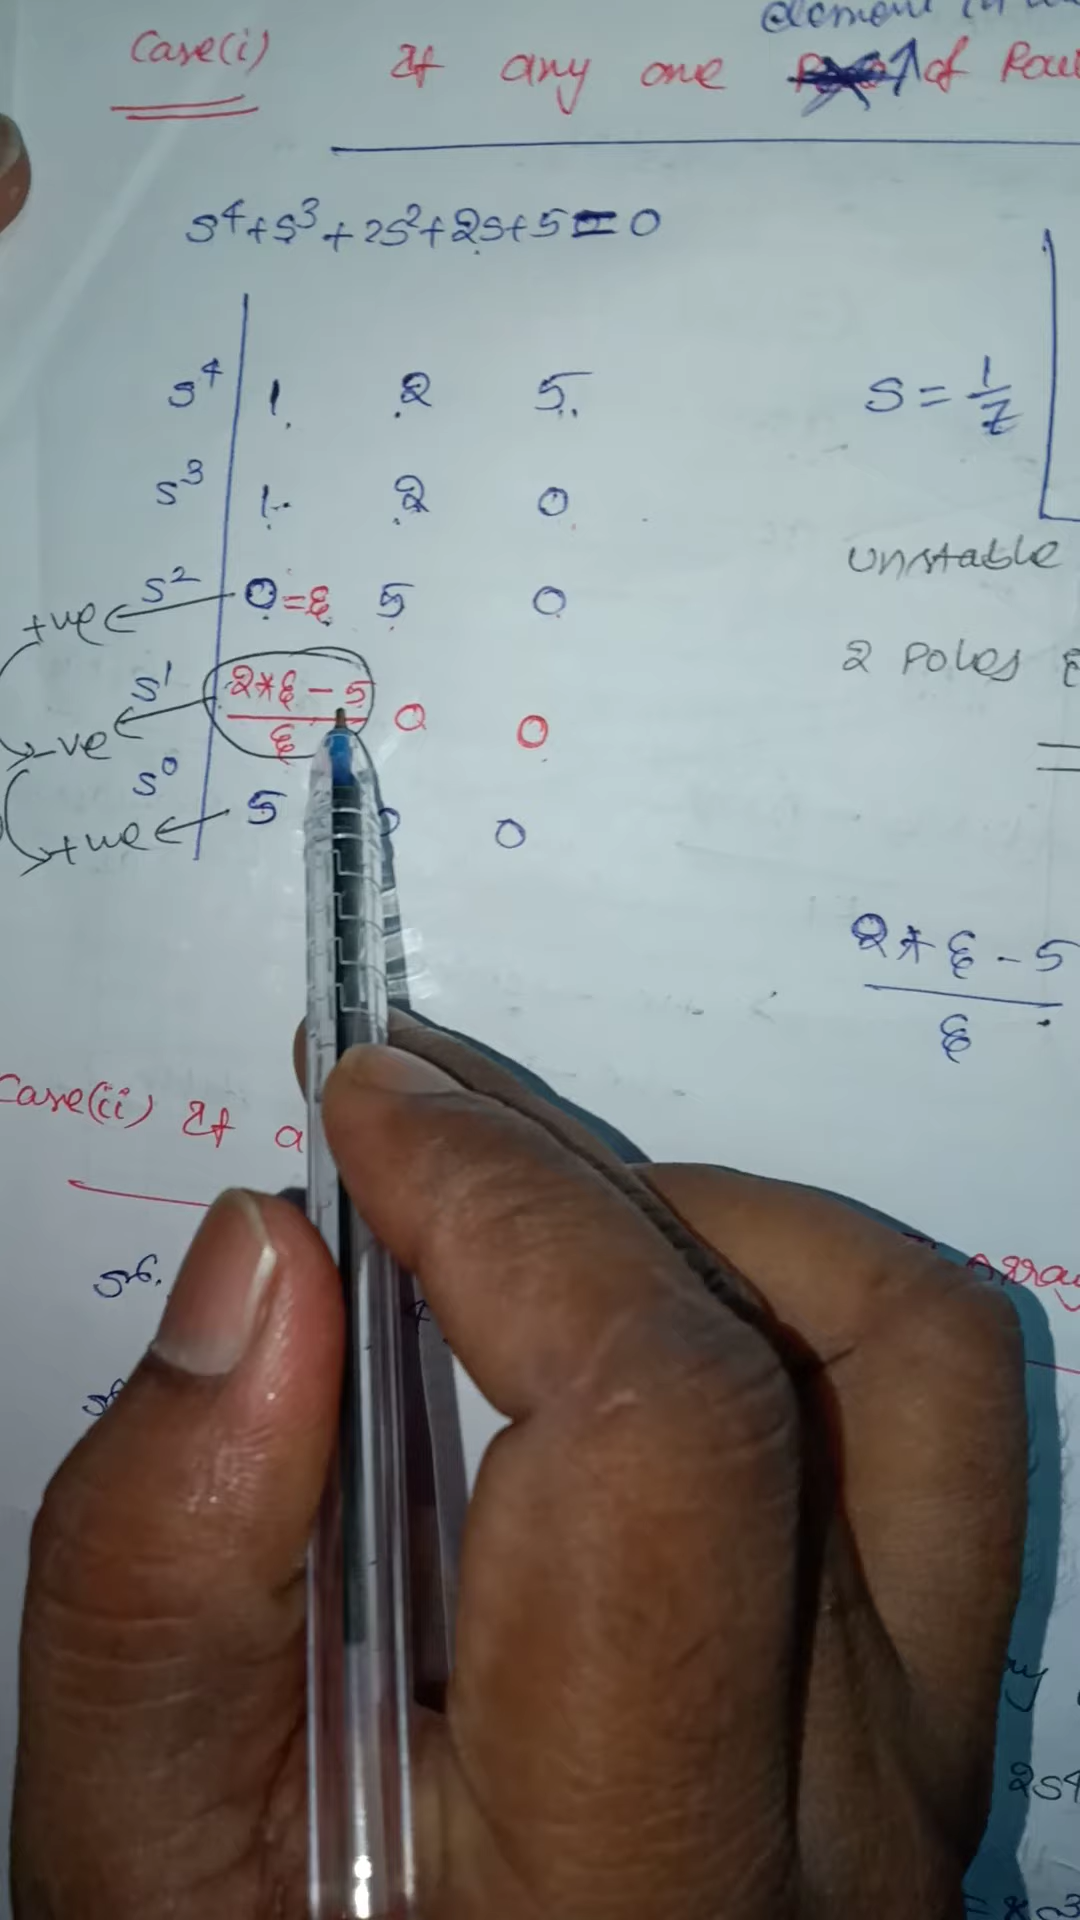 element
Case(i) If any one of
s⁴+s³+2s²+2s+5=0
s⁴ 1 2 5
s³ 1 2 0
s² 0=ε 5 0
+ve
s¹ 2*ε-5/ε 0 0
-ve
s⁰ 5 0
+ve
s=1/z
unstable
2 Poles
2*ε-5/ε
Case(ii) If a
s⁶
2s⁴